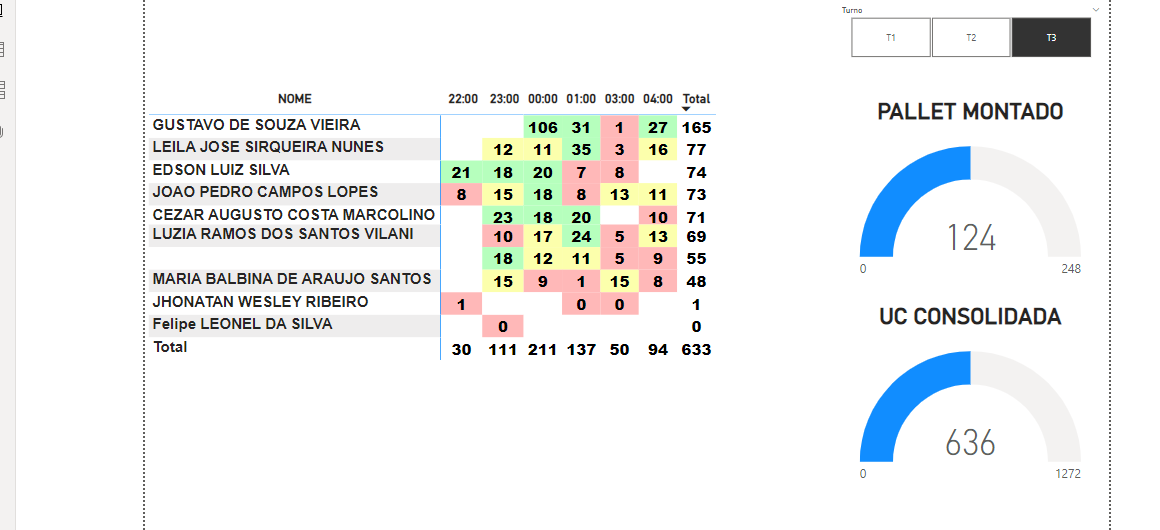 Turno
T1 T2 T3
NOME 22:00 23:00 00:00 01:00 03:00 04:00 Total
GUSTAVO DE SOUZA VIEIRA 106 31 1 27 165
LEILA JOSE SIRQUEIRA NUNES 12 11 35 3 16 77
EDSON LUIZ SILVA 21 18 20 7 8 74
JOAO PEDRO CAMPOS LOPES 8 15 18 8 13 11 73
CEZAR AUGUSTO COSTA MARCOLINO 23 18 20 10 71
LUZIA RAMOS DOS SANTOS VILANI 10 17 24 5 13 69
18 12 11 5 9 55
MARIA BALBINA DE ARAUJO SANTOS 15 9 1 15 8 48
JHONATAN WESLEY RIBEIRO 1 0 0 1
Felipe LEONEL DA SILVA 0 0
Total 30 111 211 137 50 94 633
PALLET MONTADO
124
0 248
UC CONSOLIDADA
636
0 1272